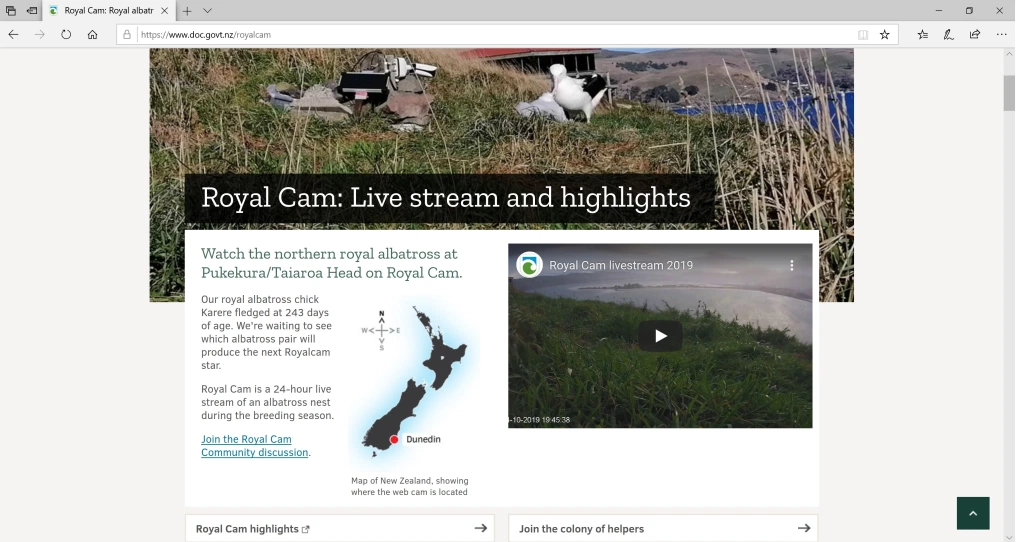 Royal Cam: Royal albatr
https://www.doc.govt.nz/royalcam
Royal Cam: Live stream and highlights
Watch the northern royal albatross at
Pukekura/Taiaroa Head on Royal Cam.
Our royal albatross chick
Karere fledged at 243 days
of age. We're waiting to see
which albatross pair will
produce the next Royalcam
star.
Royal Cam is a 24-hour live
stream of an albatross nest
during the breeding season.
Join the Royal Cam
Community discussion.
N
W E
S
Dunedin
Map of New Zealand, showing
where the web cam is located
Royal Cam livestream 2019
-10-2019 19:45:38
Royal Cam highlights
Join the colony of helpers